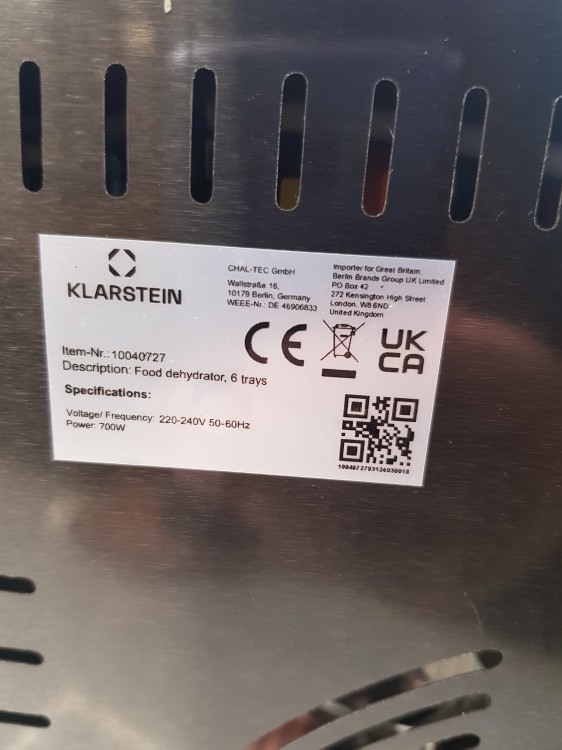 KLARSTEIN
CHAL-TEC GmbH
Wallstraße 16,
10179 Berlin, Germany
WEEE-Nr.: DE 46906833
Importer for Great Britain:
Berlin Brands Group UK Limited
PO Box 42
272 Kensington High Street
London, W8 6ND
United Kingdom
CE
UK
CA
Item-Nr.: 10040727
Description: Food dehydrator, 6 trays
Specifications:
Voltage/ Frequency: 220-240V 50-60Hz
Power: 700W